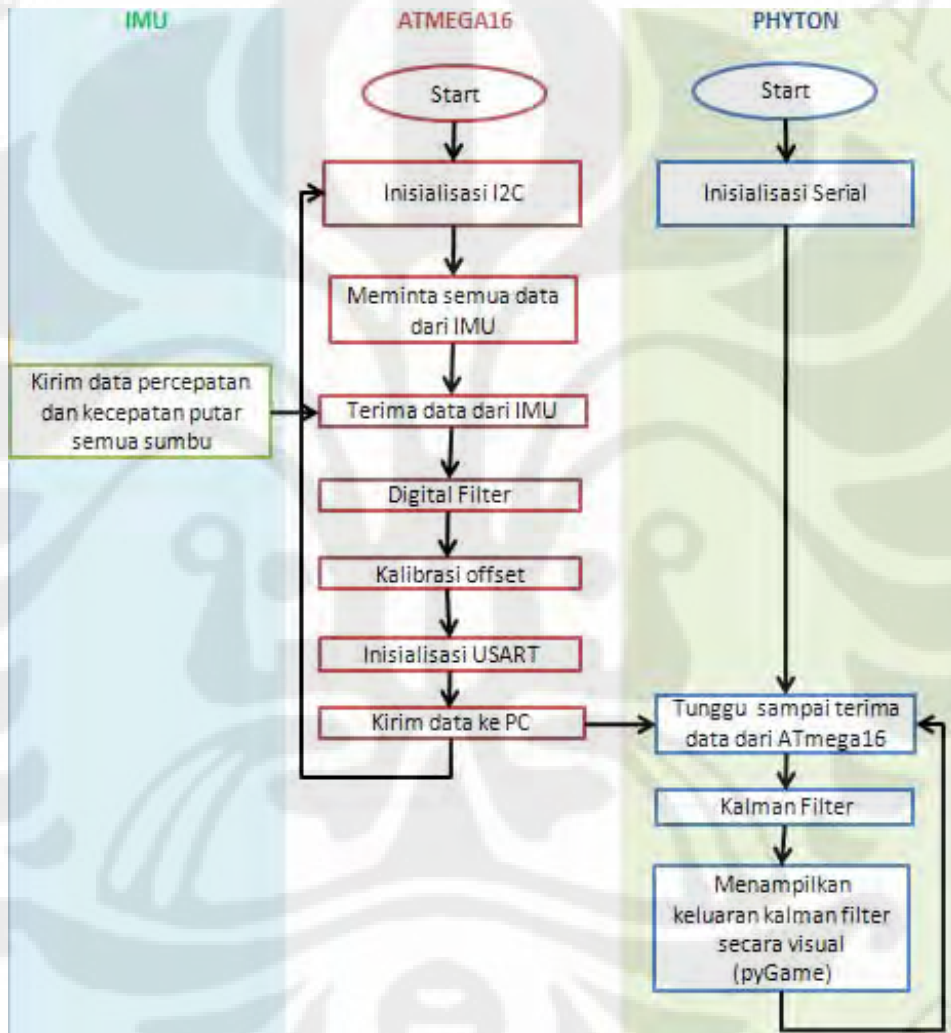 IMU
ATMEGA16
PHYTON
Start
Inisialisasi I2C
Meminta semua data
dari IMU
Kirim data percepatan
dan kecepatan putar
semua sumbu
Terima data dari IMU
Digital Filter
Kalibrasi offset
Inisialisasi USART
Kirim data ke PC
Start
Inisialisasi Serial
Tunggu sampai terima
data dari ATmega16
Kalman Filter
Menampilkan
keluaran kalman filter
secara visual
(pyGame)